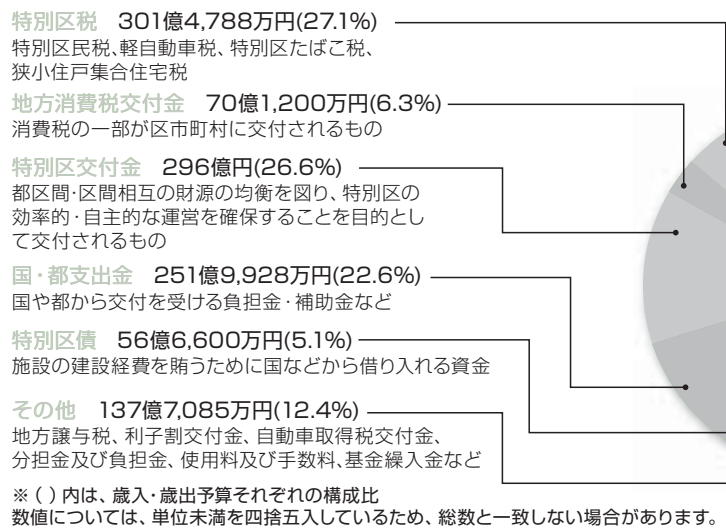 特別区税 301億4,788万円(27.1%)
特別区民税、軽自動車税、特別区たばこ税、
狭小住戸集合住宅税
地方消費税交付金 70億1,200万円(6.3%)
消費税の一部が区市町村に交付されるもの
特別区交付金 296億円(26.6%)
都区間・区間相互の財源の均衡を図り、特別区の
効率的・自主的な運営を確保することを目的とし
て交付されるもの
国・都支出金 251億9,928万円(22.6%)
国や都から交付を受ける負担金・補助金など
特別区債 56億6,600万円(5.1%)
施設の建設経費を賄うために国などから借り入れる資金
その他 137億7,085万円(12.4%)
地方譲与税、利子割交付金、自動車取得税交付金、
分担金及び負担金、使用料及び手数料、基金繰入金など
※( )内は、歳入・歳出予算それぞれの構成比
数値については、単位未満を四捨五入しているため、総数と一致しない場合があります。